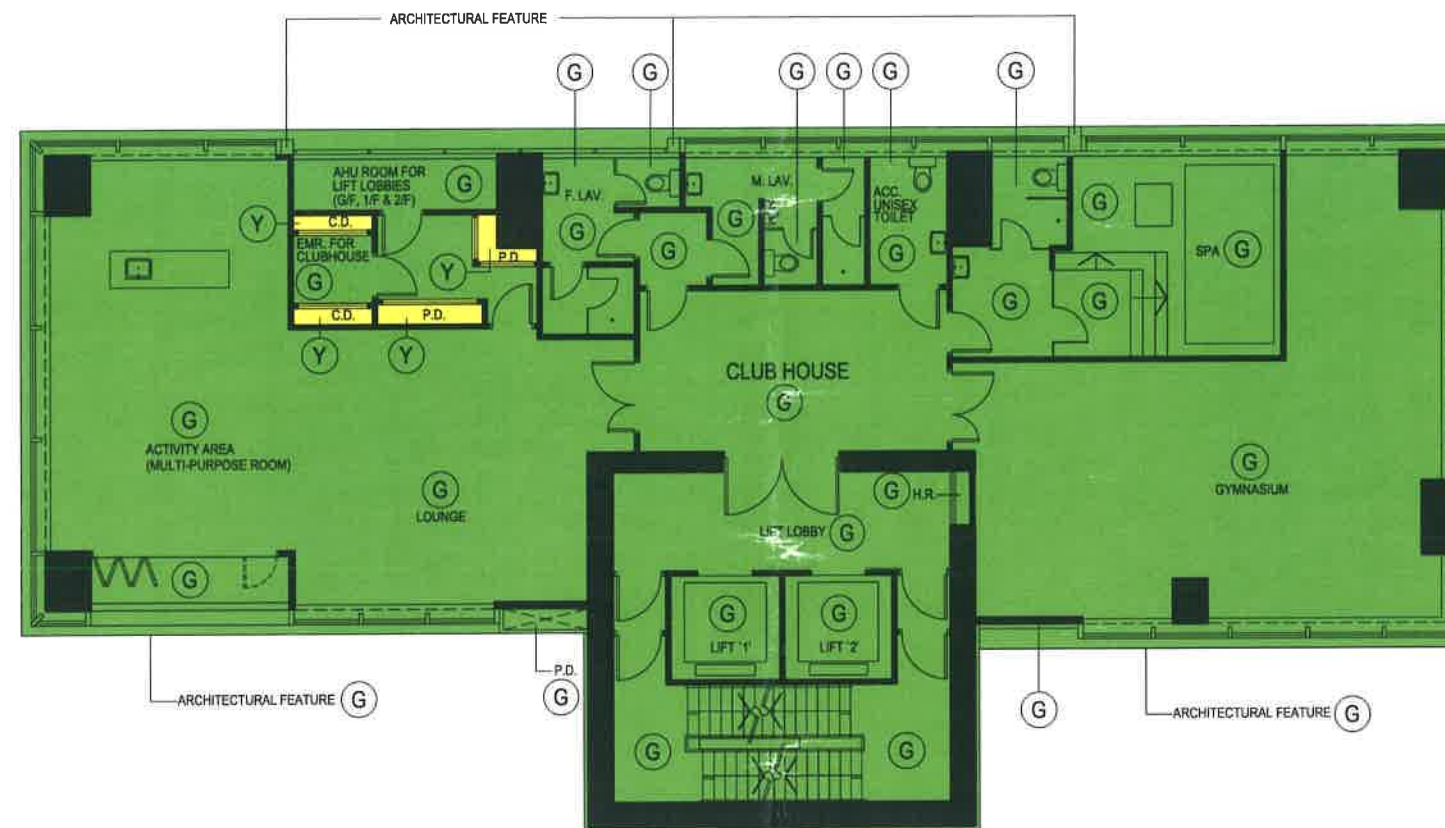 ARCHITECTURAL FEATURE
G
G
G
G
G
G
AHU ROOM FOR
LIFT LOBBIES
(G/F, 1/F & 2/F)
G
F. LAV.
M. LAV.
ACC.
UNISEX
TOILET
G
Y
C.D.
EMR. FOR
CLUBHOUSE
G
Y
P.D.
G
G
G
G
SPA
G
C.D.
P.D.
Y
Y
G
G
CLUB HOUSE
G
G
ACTIVITY AREA
(MULTI-PURPOSE ROOM)
G
LOUNGE
G
H.R.
G
GYMNASIUM
LIFT LOBBY
G
G
G
LIFT '1'
G
LIFT '2'
P.D.
G
ARCHITECTURAL FEATURE
G
G
ARCHITECTURAL FEATURE
G
G
G